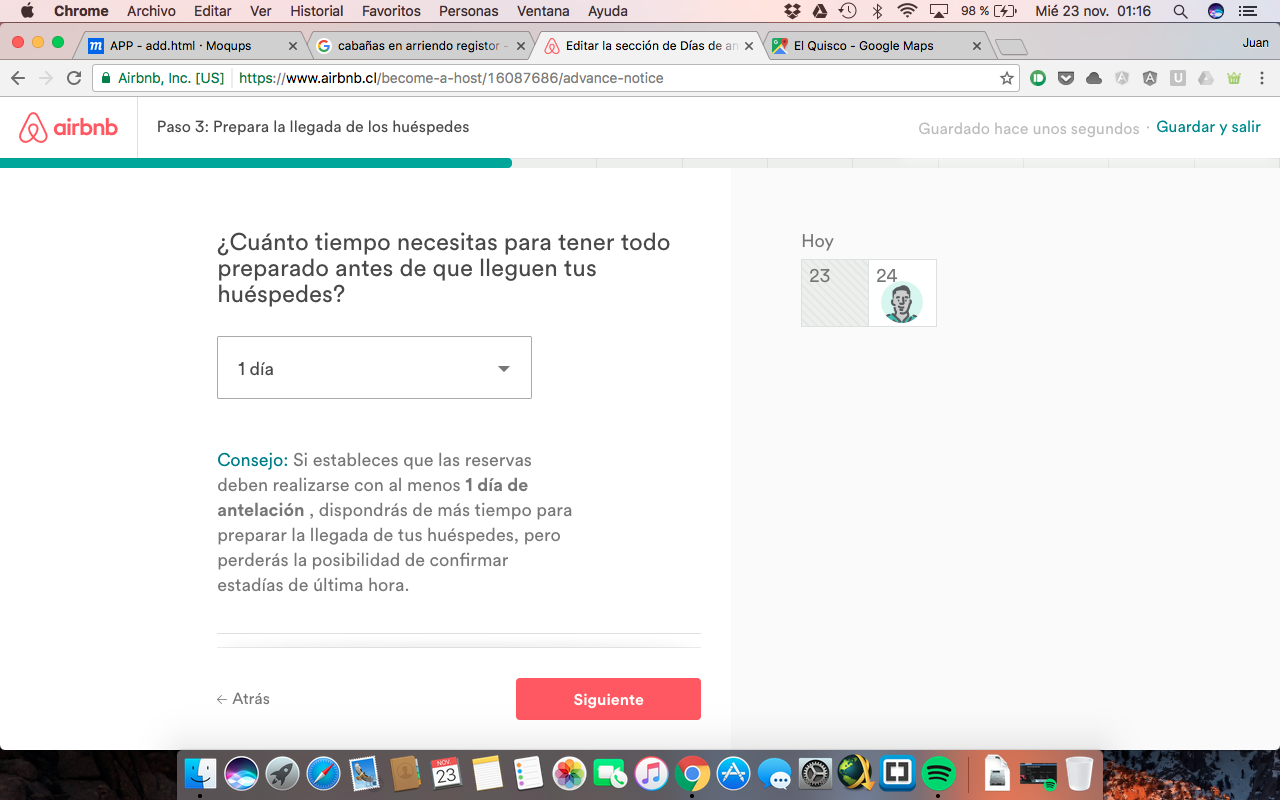 Chrome Archivo Editar Ver Historial Favoritos Personas Ventana Ayuda 98 % Mié 23 nov. 01:16
APP - add.html · Moqups
cabañas en arriendo registor -
Editar la sección de Días de an
El Quisco - Google Maps
Juan
Airbnb, Inc. [US] https://www.airbnb.cl/become-a-host/16087686/advance-notice
airbnb Paso 3: Prepara la llegada de los huéspedes Guardado hace unos segundos · Guardar y salir
¿Cuánto tiempo necesitas para tener todo
preparado antes de que lleguen tus
huéspedes?
1 día
Consejo: Si estableces que las reservas
deben realizarse con al menos 1 día de
antelación , dispondrás de más tiempo para
preparar la llegada de tus huéspedes, pero
perderás la posibilidad de confirmar
estadías de última hora.
← Atrás
Siguiente
Hoy
23 24
NOV
23